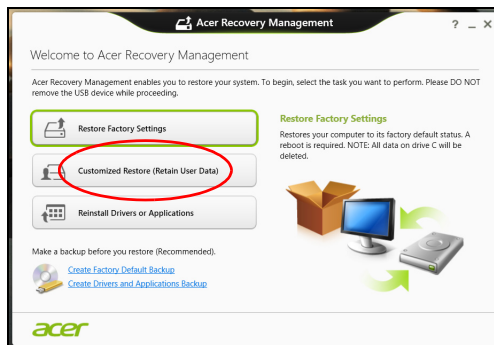 Acer Recovery Management
? _ X
Welcome to Acer Recovery Management
Acer Recovery Management enables you to restore your system. To begin, select the task you want to perform. Please DO NOT
remove the USB device while proceeding.
Restore Factory Settings
Customized Restore (Retain User Data)
Reinstall Drivers or Applications
Restore Factory Settings
Restores your computer to its factory default status. A
reboot is required. NOTE: All data on drive C will be
deleted.
Make a backup before you restore (Recommended).
Create Factory Default Backup
Create Drivers and Applications Backup
acer